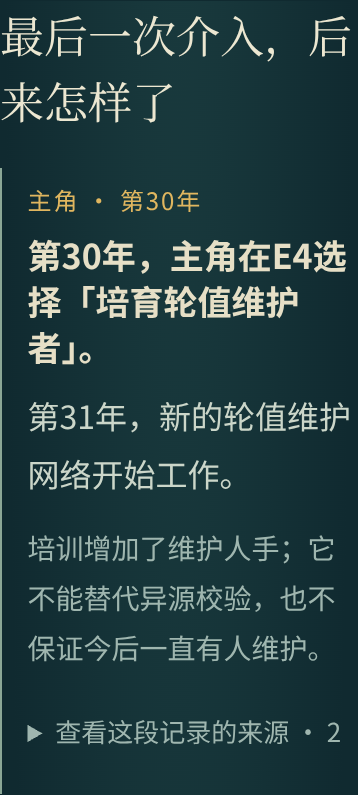 最后一次介入，后
来怎样了
主角 · 第30年
第30年，主角在E4选
择「培育轮值维护
者」。
第31年，新的轮值维护
网络开始工作。
培训增加了维护人手；它
不能替代异源校验，也不
保证今后一直有人维护。
▶ 查看这段记录的来源 · 2